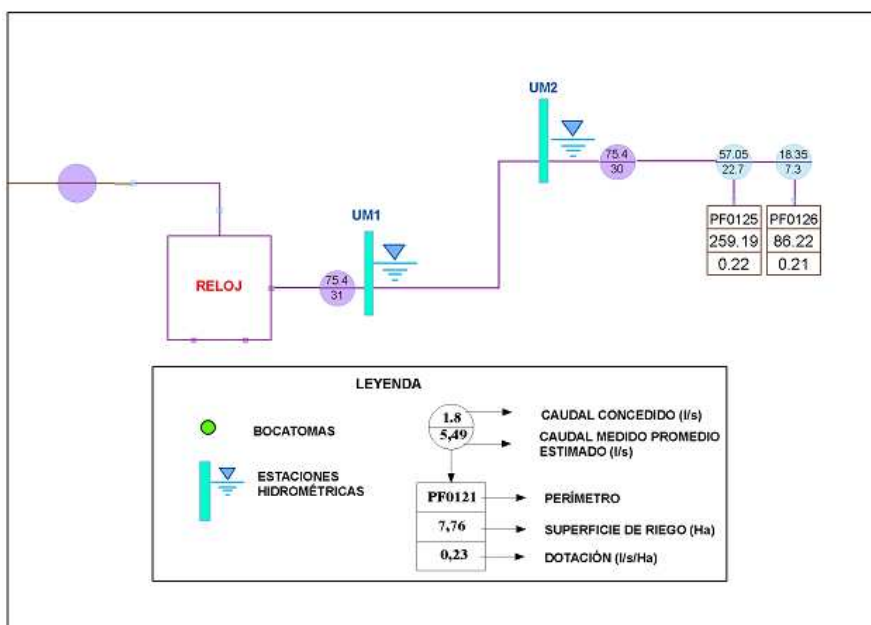 UM2
75.4
30
57.05
22.7
18.35
7.3
PF0125
259.19
0.22
PF0126
86.22
0.21
UM1
RELOJ
75.4
31
LEYENDA
BOCATOMAS
ESTACIONES
HIDROMÉTRICAS
1.8
5,49
CAUDAL CONCEDIDO (l/s)
CAUDAL MEDIDO PROMEDIO
ESTIMADO (l/s)
PF0121
PERÍMETRO
7,76
SUPERFICIE DE RIEGO (Ha)
0,23
DOTACIÓN (l/s/Ha)